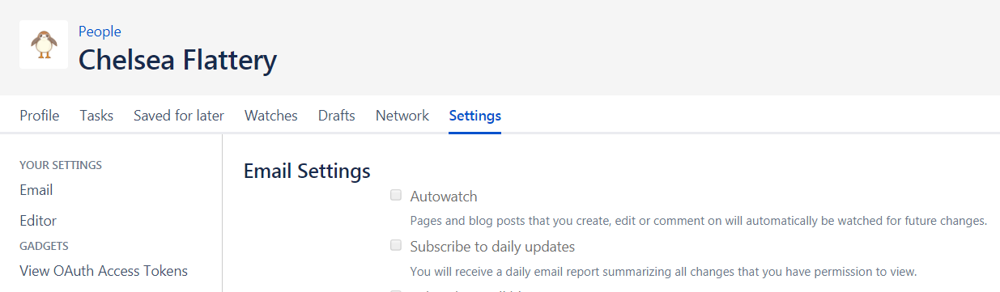 People
Chelsea Flattery
Profile Tasks Saved for later Watches Drafts Network Settings
YOUR SETTINGS
Email
Editor
GADGETS
View OAuth Access Tokens
Email Settings
Autowatch
Pages and blog posts that you create, edit or comment on will automatically be watched for future changes.
Subscribe to daily updates
You will receive a daily email report summarizing all changes that you have permission to view.